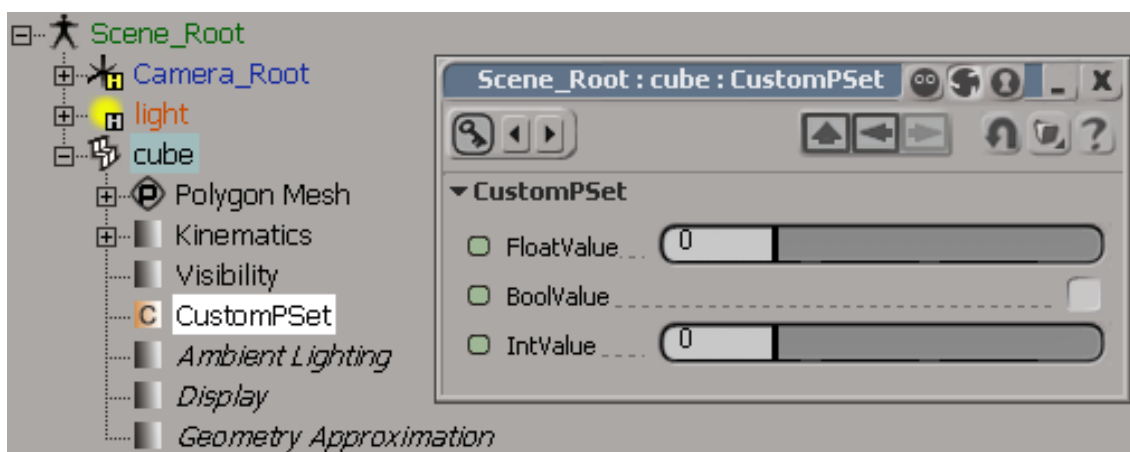 Scene_Root
Camera_Root
light
cube
Polygon Mesh
Kinematics
Visibility
C CustomPSet
Ambient Lighting
Display
Geometry Approximation
Scene_Root : cube : CustomPSet
CustomPSet
FloatValue 0
BoolValue
IntValue 0